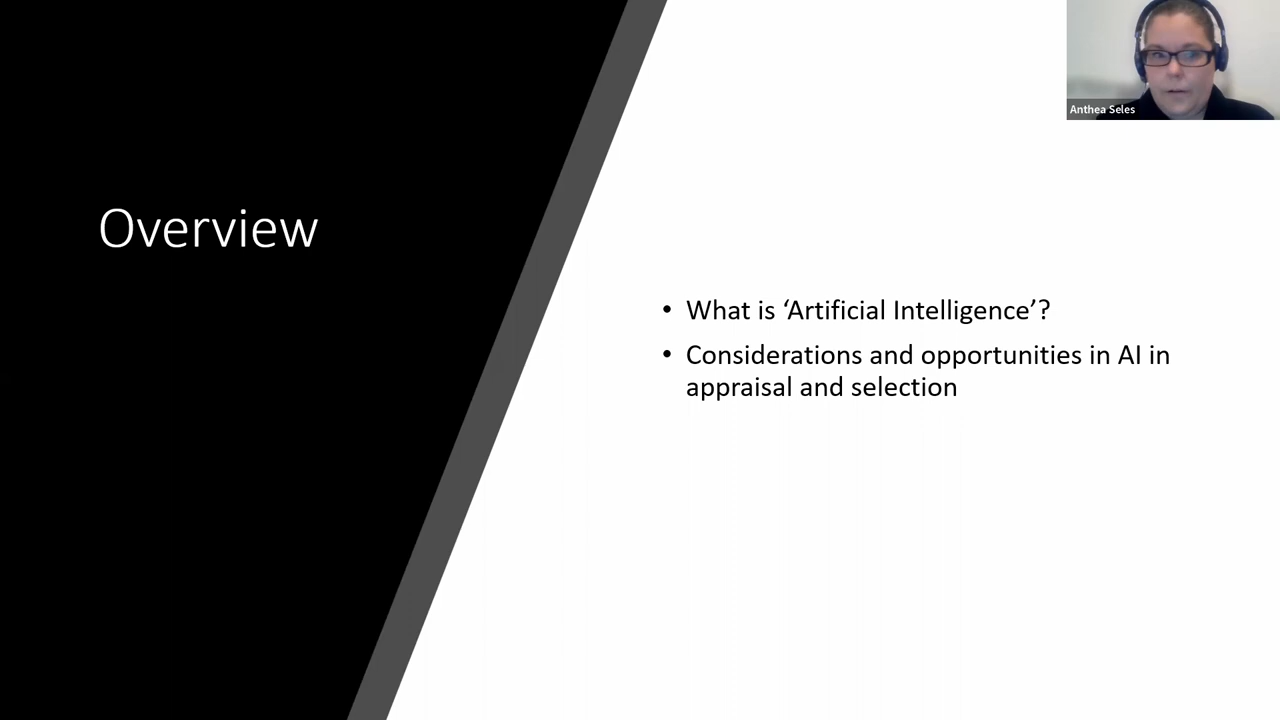 Overview
• What is ‘Artificial Intelligence’?
• Considerations and opportunities in AI in
appraisal and selection
Anthea Seles